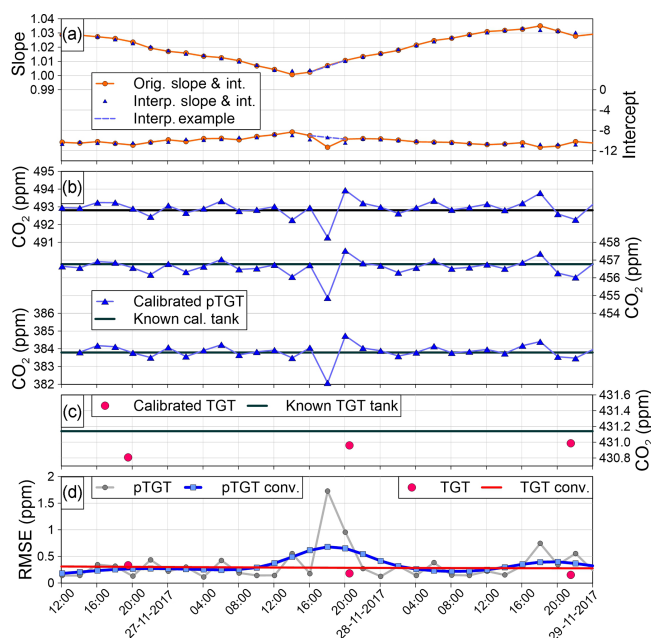 (a)
Slope
1.04
1.03
1.02
1.01
1.00
0.99
Orig. slope & int.
Interp. slope & int.
Interp. example
0
-4
-8
-12
Intercept
(b)
CO₂ (ppm)
495
494
493
492
491
458
457
456
455
454
CO₂ (ppm)
Calibrated pTGT
Known cal. tank
CO₂ (ppm)
386
385
384
383
382
(c)
Calibrated TGT
Known TGT tank
431.6
431.2
431.0
430.8
CO₂ (ppm)
(d)
RMSE (ppm)
2
1.5
1
0.5
0
pTGT
pTGT conv.
TGT
TGT conv.
12:00
16:00
20:00
27-11-2017
04:00
08:00
12:00
16:00
20:00
28-11-2017
04:00
08:00
12:00
16:00
20:00
29-11-2017